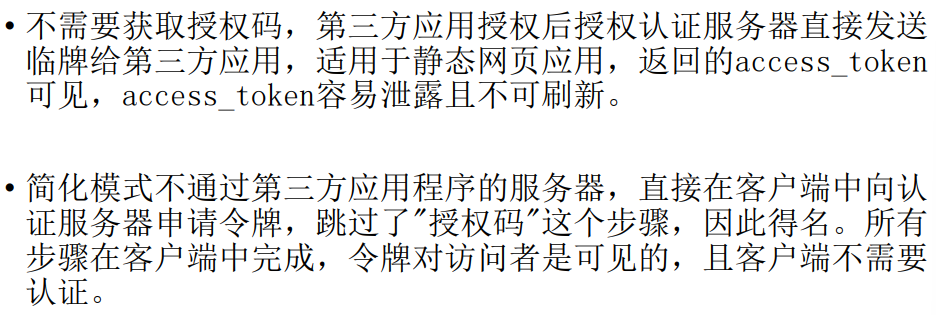 • 不需要获取授权码，第三方应用授权后授权认证服务器直接发送
临牌给第三方应用，适用于静态网页应用，返回的access_token
可见，access_token容易泄露且不可刷新。
• 简化模式不通过第三方应用程序的服务器，直接在客户端中向认
证服务器申请令牌，跳过了"授权码"这个步骤，因此得名。所有
步骤在客户端中完成，令牌对访问者是可见的，且客户端不需要
认证。